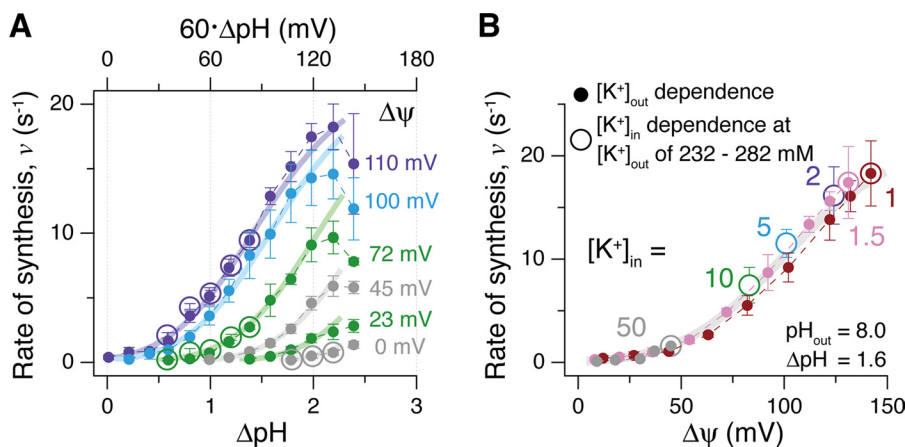 A
60·ΔpH (mV)
0 60 120 180
Rate of synthesis, ν (s⁻¹)
20
10
0
Δψ
110 mV
100 mV
72 mV
45 mV
23 mV
0 mV
0 1 2 3
ΔpH
B
Rate of synthesis, ν (s⁻¹)
20
10
0
[K⁺]out dependence
[K⁺]in dependence at
[K⁺]out of 232 - 282 mM
2
1
5
1.5
[K⁺]in =
10
50
pHout = 8.0
ΔpH = 1.6
0 50 100 150
Δψ (mV)